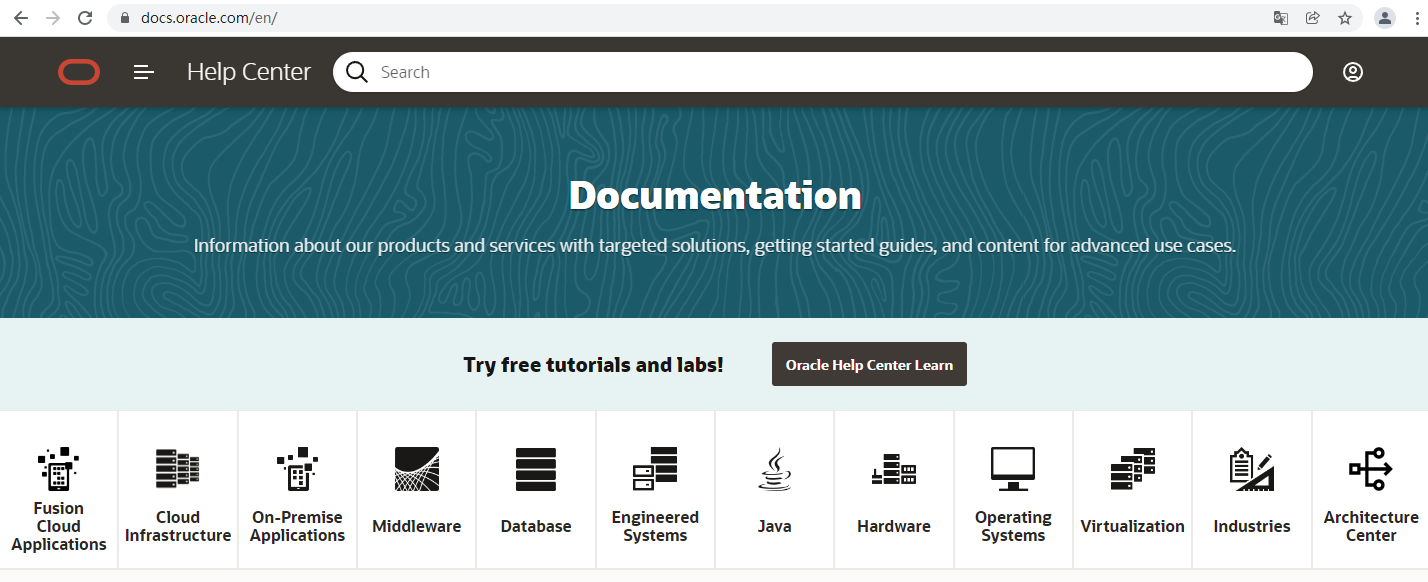 docs.oracle.com/en/
Help Center
Search
Documentation
Information about our products and services with targeted solutions, getting started guides, and content for advanced use cases.
Try free tutorials and labs!
Oracle Help Center Learn
Fusion
Cloud
Applications
Cloud
Infrastructure
On-Premise
Applications
Middleware
Database
Engineered
Systems
Java
Hardware
Operating
Systems
Virtualization
Industries
Architecture
Center